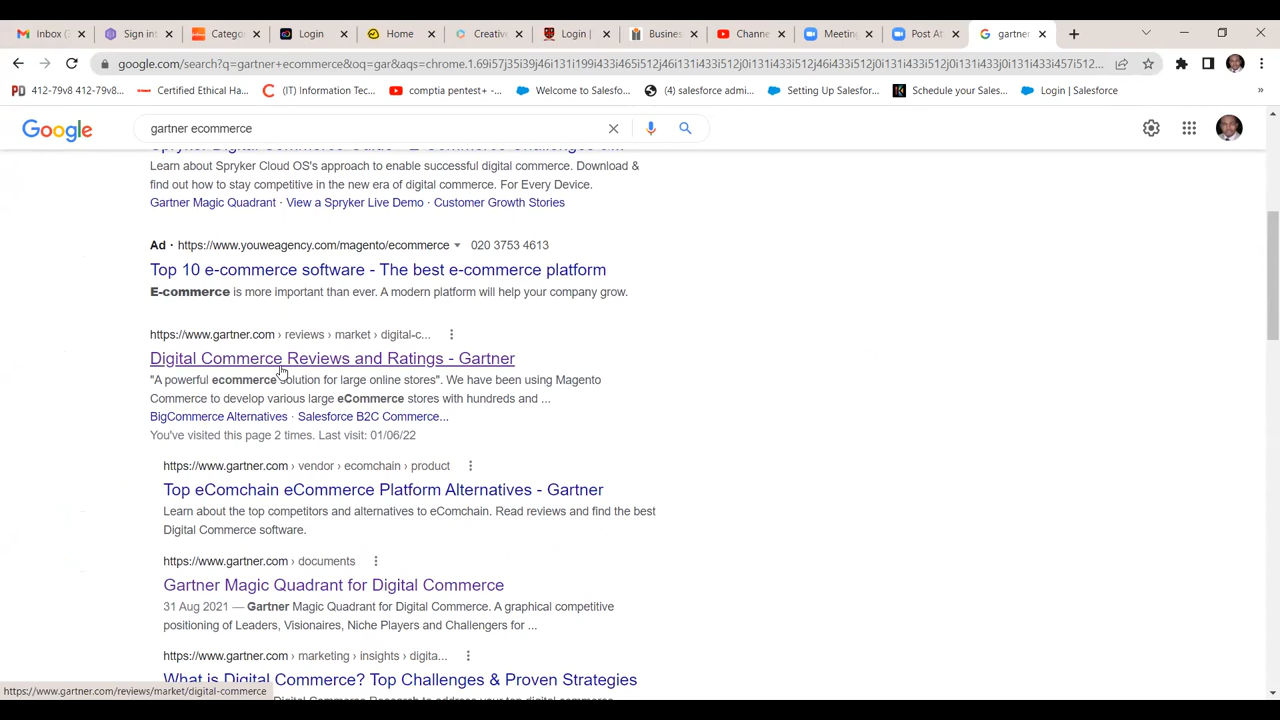 Inbox (3
Sign in
Catego
Login
Home
Creative
Login |
Busines
Channe
Meeting
Post At
gartner
google.com/search?q=gartner+ecommerce&oq=gar&aqs=chrome.1.69i57j35i39j46i131i199i433i465i512j46i131i433i512j0i131i433i512j46i433i512j0i131i433i512j0i131i433j0i131i433i457i512...
412-79v8 412-79v8...
Certified Ethical Ha...
(IT) Information Tec...
comptia pentest+ -...
Welcome to Salesfo...
(4) salesforce admi...
Setting Up Salesforc...
Schedule your Sales...
Login | Salesforce
»
Google
gartner ecommerce
Learn about Spryker Cloud OS's approach to enable successful digital commerce. Download &
find out how to stay competitive in the new era of digital commerce. For Every Device.
Gartner Magic Quadrant · View a Spryker Live Demo · Customer Growth Stories
Ad · https://www.youweagency.com/magento/ecommerce 020 3753 4613
Top 10 e-commerce software - The best e-commerce platform
E-commerce is more important than ever. A modern platform will help your company grow.
https://www.gartner.com › reviews › market › digital-c...
Digital Commerce Reviews and Ratings - Gartner
"A powerful ecommerce solution for large online stores". We have been using Magento
Commerce to develop various large eCommerce stores with hundreds and ...
BigCommerce Alternatives · Salesforce B2C Commerce...
You've visited this page 2 times. Last visit: 01/06/22
https://www.gartner.com › vendor › ecomchain › product
Top eComchain eCommerce Platform Alternatives - Gartner
Learn about the top competitors and alternatives to eComchain. Read reviews and find the best
Digital Commerce software.
https://www.gartner.com › documents
Gartner Magic Quadrant for Digital Commerce
31 Aug 2021 — Gartner Magic Quadrant for Digital Commerce. A graphical competitive
positioning of Leaders, Visionaires, Niche Players and Challengers for ...
https://www.gartner.com › marketing › insights › digita...
What is Digital Commerce? Top Challenges & Proven Strategies
https://www.gartner.com/reviews/market/digital-commerce